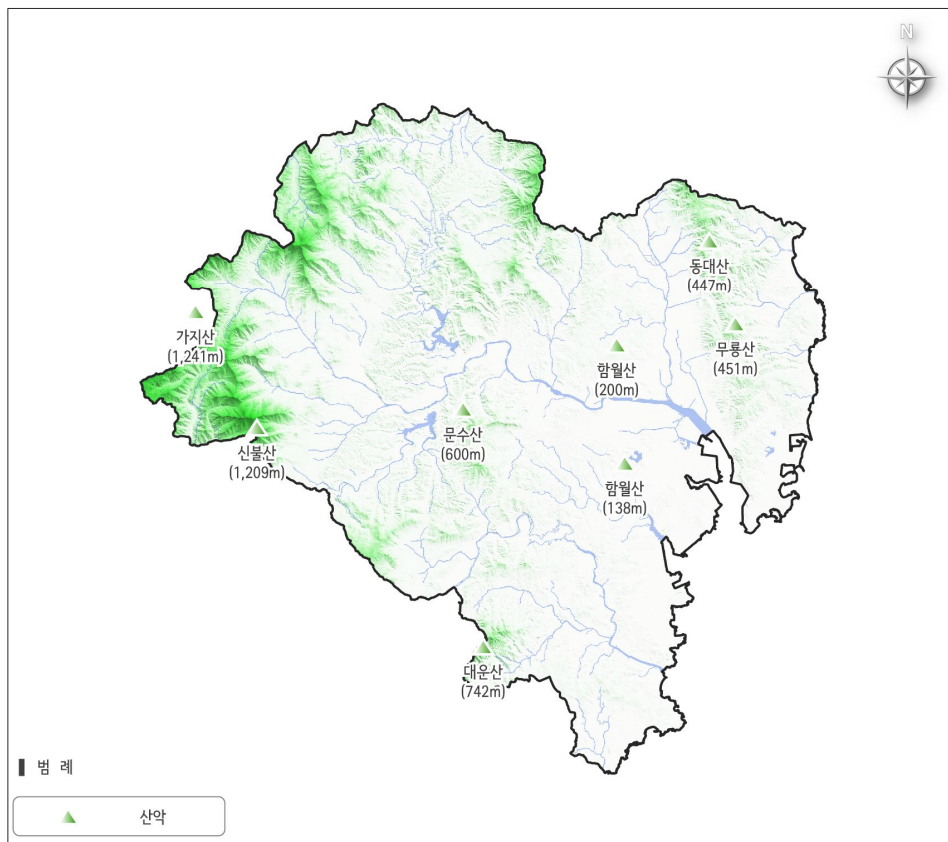 N
동대산
(447m)
가지산
(1,241m)
무룡산
(451m)
함월산
(200m)
문수산
(600m)
신불산
(1,209m)
함월산
(138m)
대운산
(742m)
범 례
산악